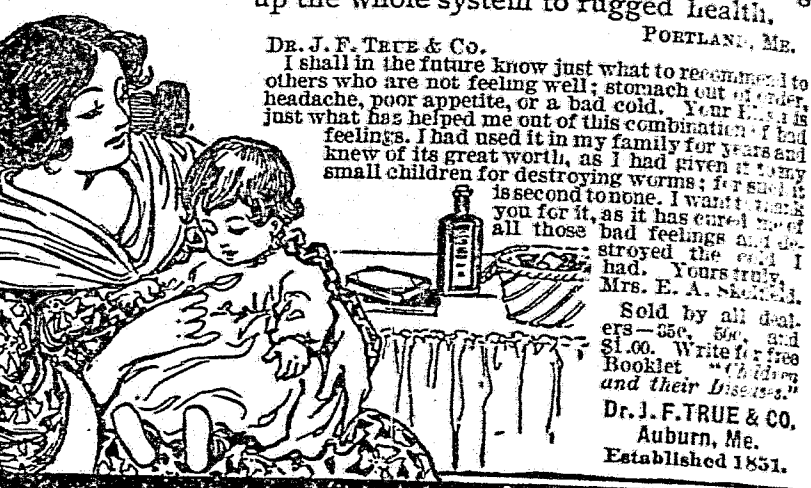 up the whole system to rugged health.
PORTLAND, ME.
DR. J. F. TRUE & CO.
I shall in the future know just what to recommend to
others who are not feeling well; stomach out of order,
headache, poor appetite, or a bad cold. Your is
just what has helped me out of this combination of bad
feelings. I had used it in my family for years and
knew of its great worth, as I had given it to my
small children for destroying worms; for such it
is second to none. I want to thank
you for it, as it has cured me of
all those bad feelings and de-
stroyed the cold I
had. Yours truly,
Mrs. E. A.
Sold by all deal-
ers—35c, 50c, and
$1.00. Write for free
Booklet "Children
and their Diseases."
Dr. J. F. TRUE & CO.
Auburn, Me.
Established 1851.